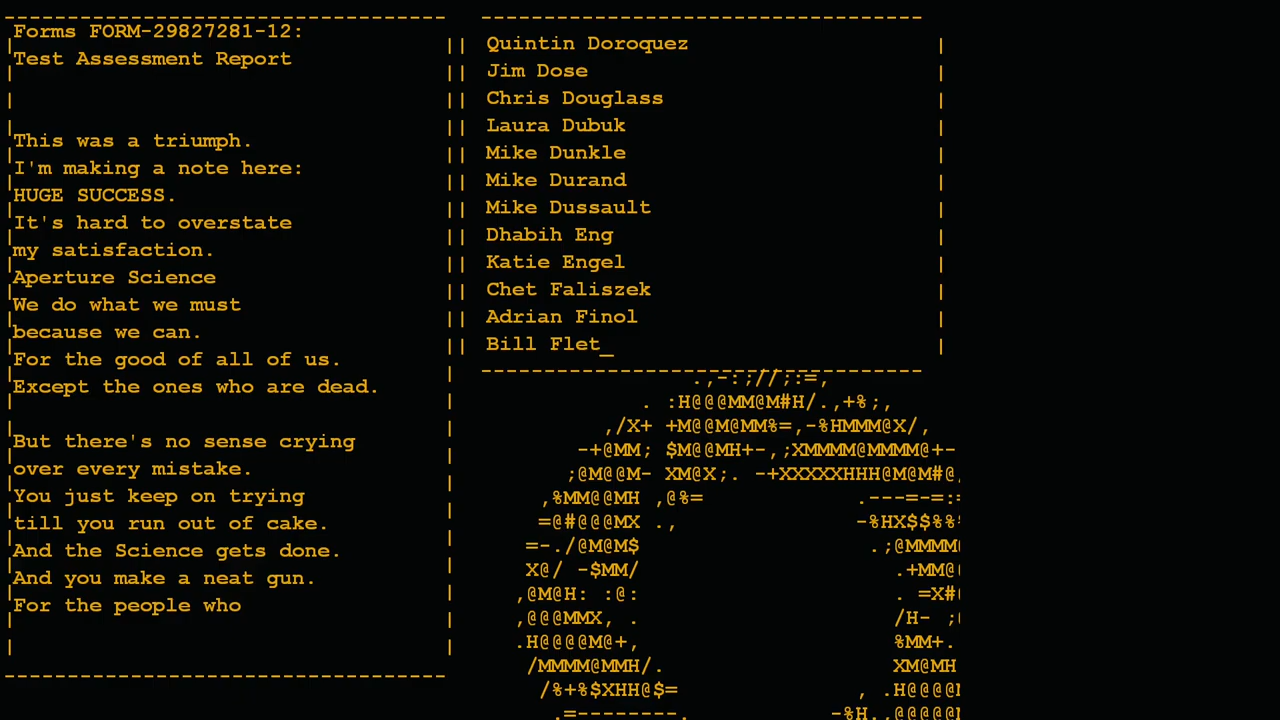 Forms FORM-29827281-12:
Test Assessment Report
This was a triumph.
I'm making a note here:
HUGE SUCCESS.
It's hard to overstate
my satisfaction.
Aperture Science
We do what we must
because we can.
For the good of all of us.
Except the ones who are dead.
But there's no sense crying
over every mistake.
You just keep on trying
till you run out of cake.
And the Science gets done.
And you make a neat gun.
For the people who
Quintin Doroquez
Jim Dose
Chris Douglass
Laura Dubuk
Mike Dunkle
Mike Durand
Mike Dussault
Dhabih Eng
Katie Engel
Chet Faliszek
Adrian Finol
Bill Flet_